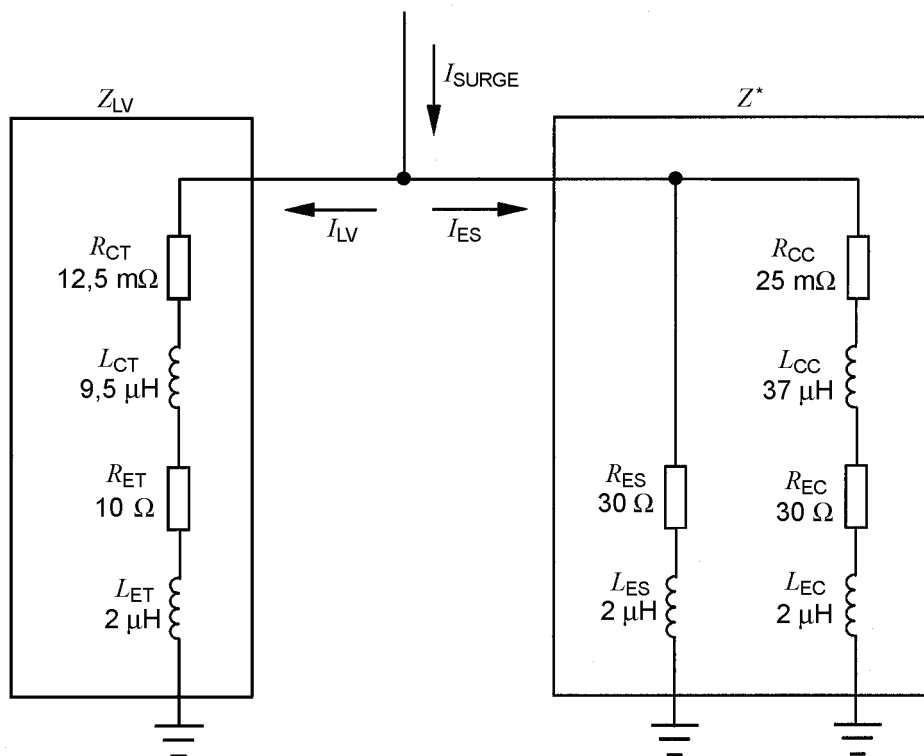 I_SURGE
Z_LV
Z*
I_LV
I_ES
R_CT
12,5 mΩ
L_CT
9,5 μH
R_ET
10 Ω
L_ET
2 μH
R_ES
30 Ω
L_ES
2 μH
R_CC
25 mΩ
L_CC
37 μH
R_EC
30 Ω
L_EC
2 μH